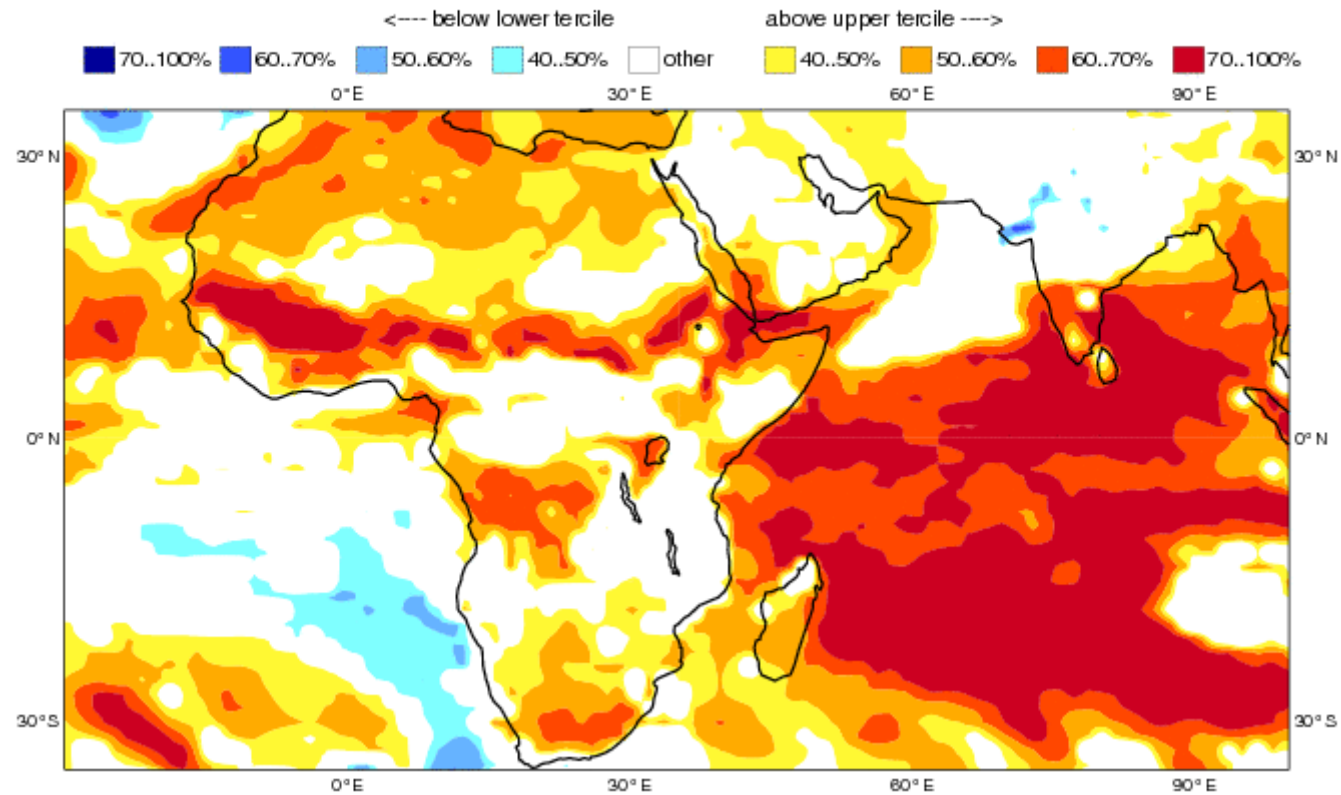 <---- below lower tercile above upper tercile ---->
70..100% 60..70% 50..60% 40..50% other 40..50% 50..60% 60..70% 70..100%
0°E 30°E 60°E 90°E
30°N 30°N
0°N 0°N
30°S 30°S
0°E 30°E 60°E 90°E